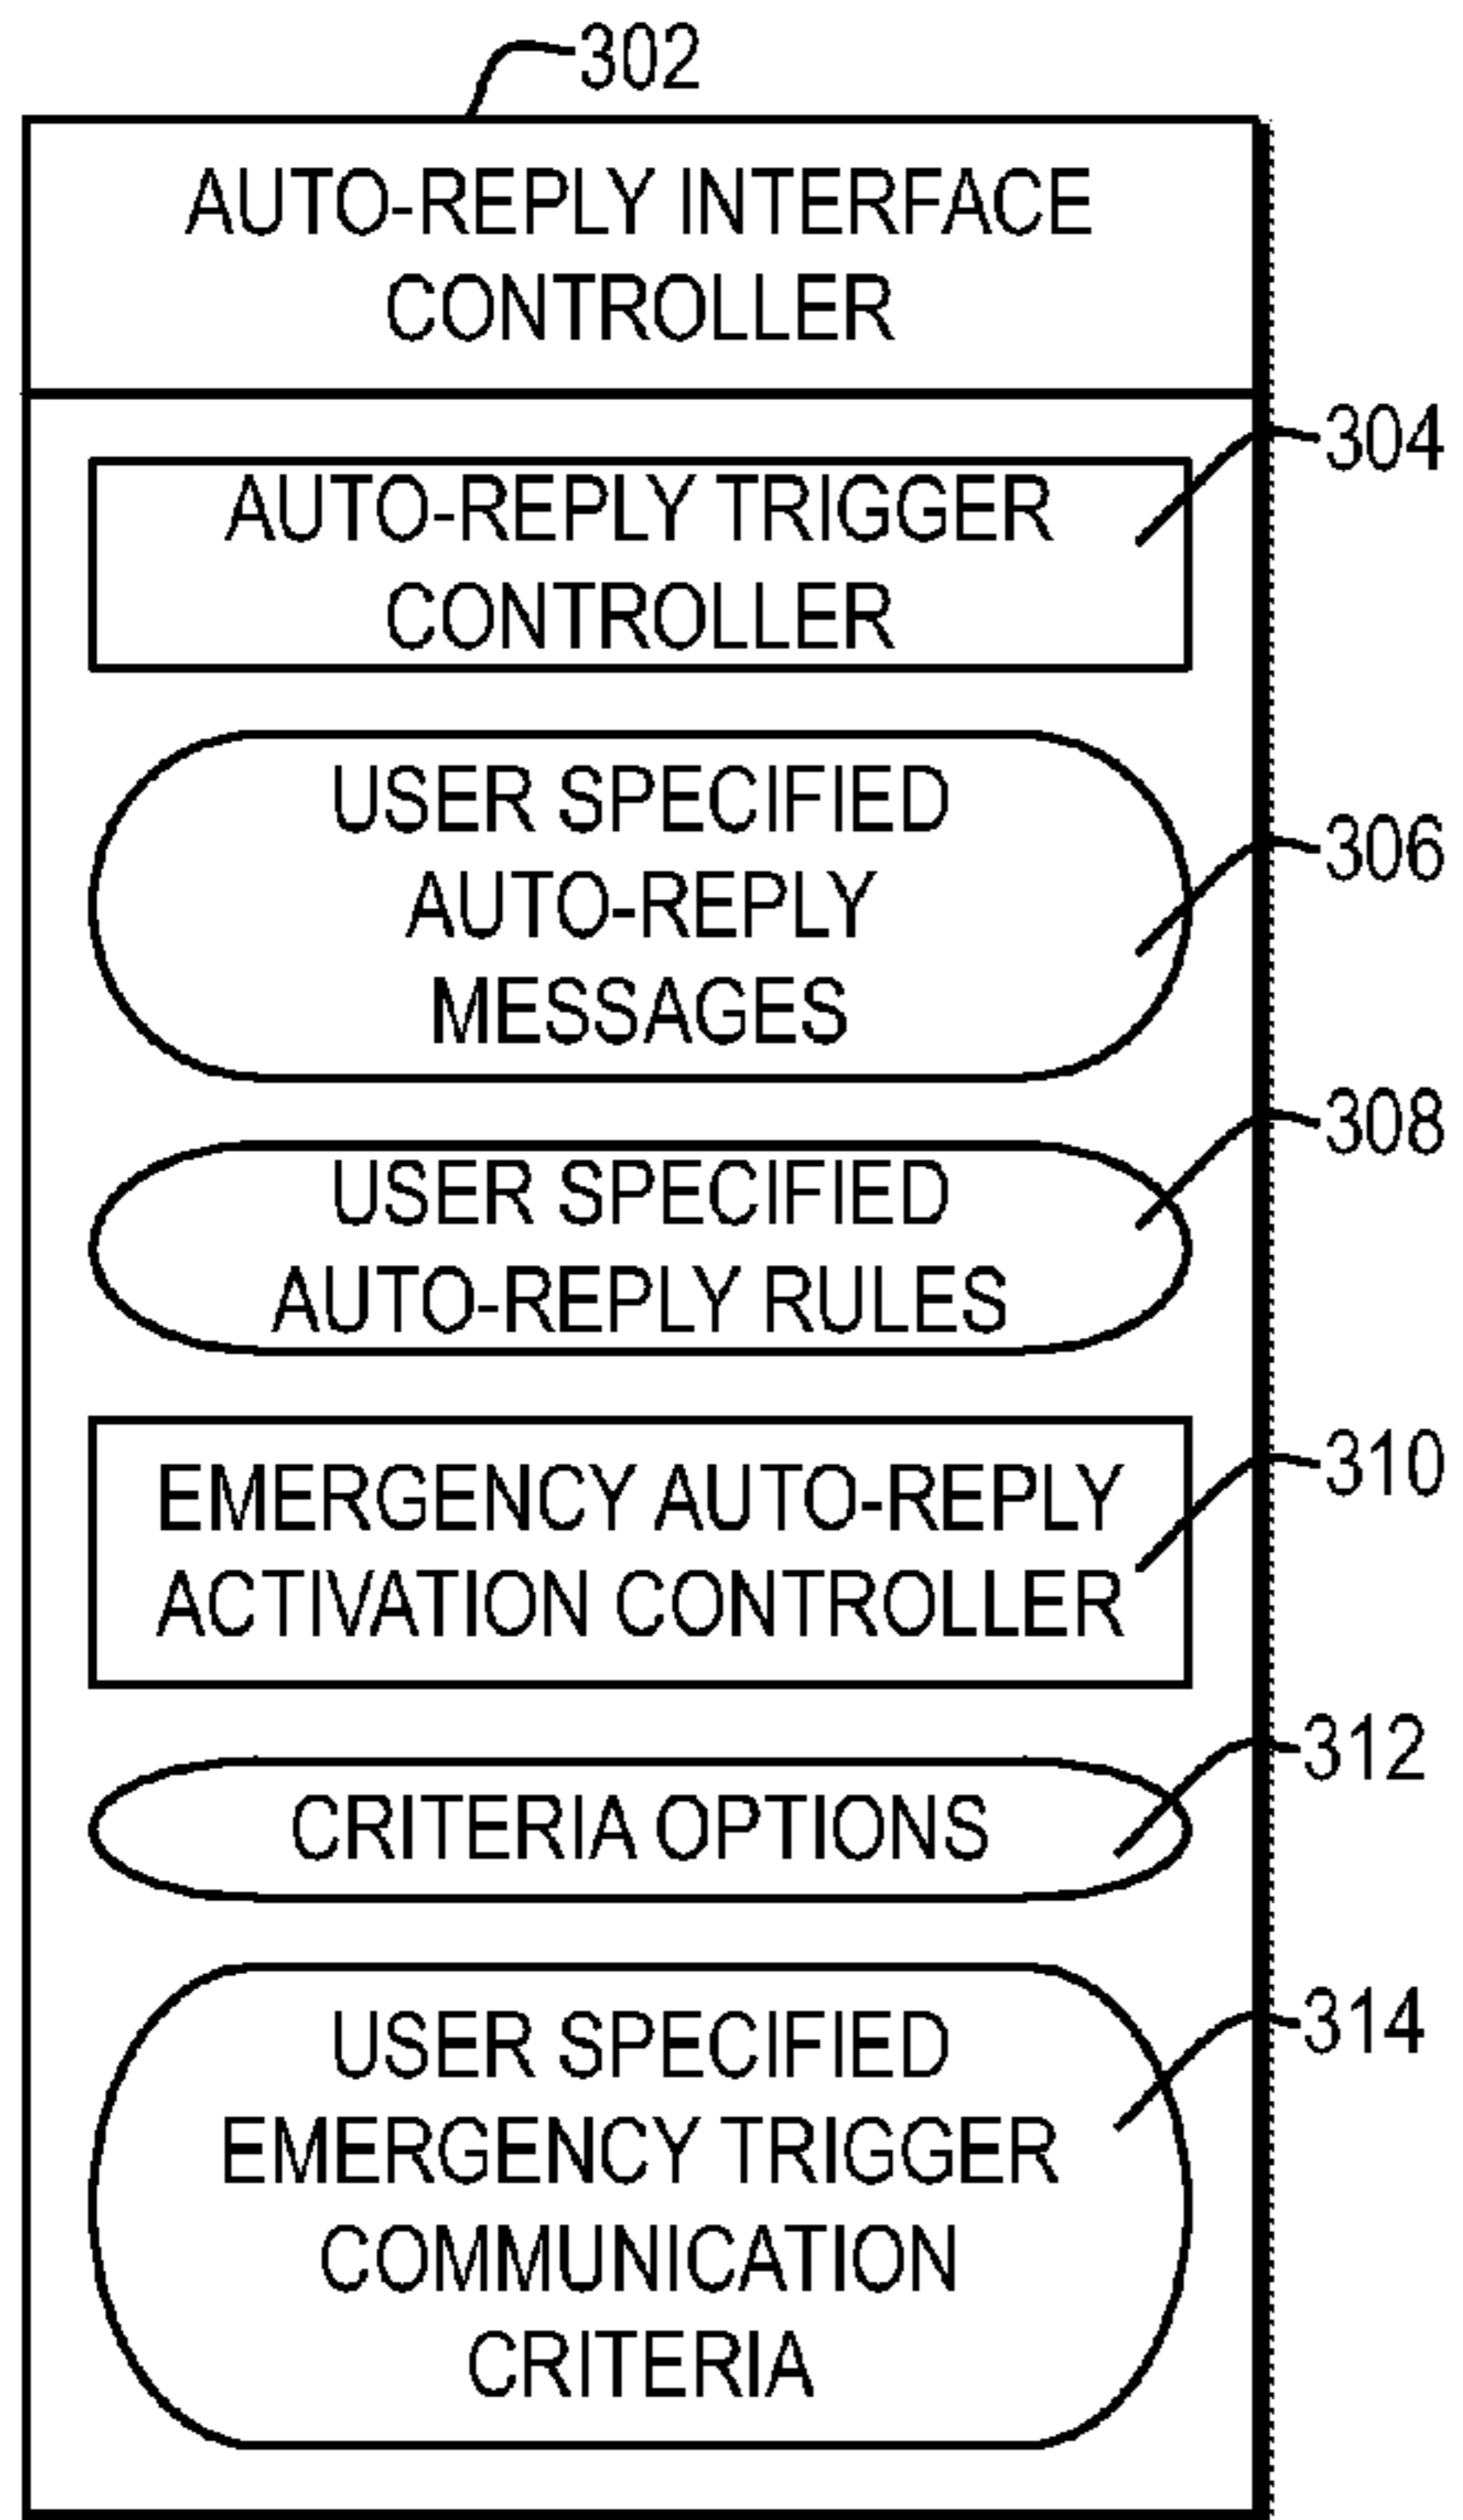 302
AUTO-REPLY INTERFACE
CONTROLLER
304
AUTO-REPLY TRIGGER
CONTROLLER
USER SPECIFIED
306
AUTO-REPLY
MESSAGES
308
USER SPECIFIED
AUTO-REPLY RULES
310
EMERGENCY AUTO-REPLY
ACTIVATION CONTROLLER
312
CRITERIA OPTIONS
314
USER SPECIFIED
EMERGENCY TRIGGER
COMMUNICATION
CRITERIA